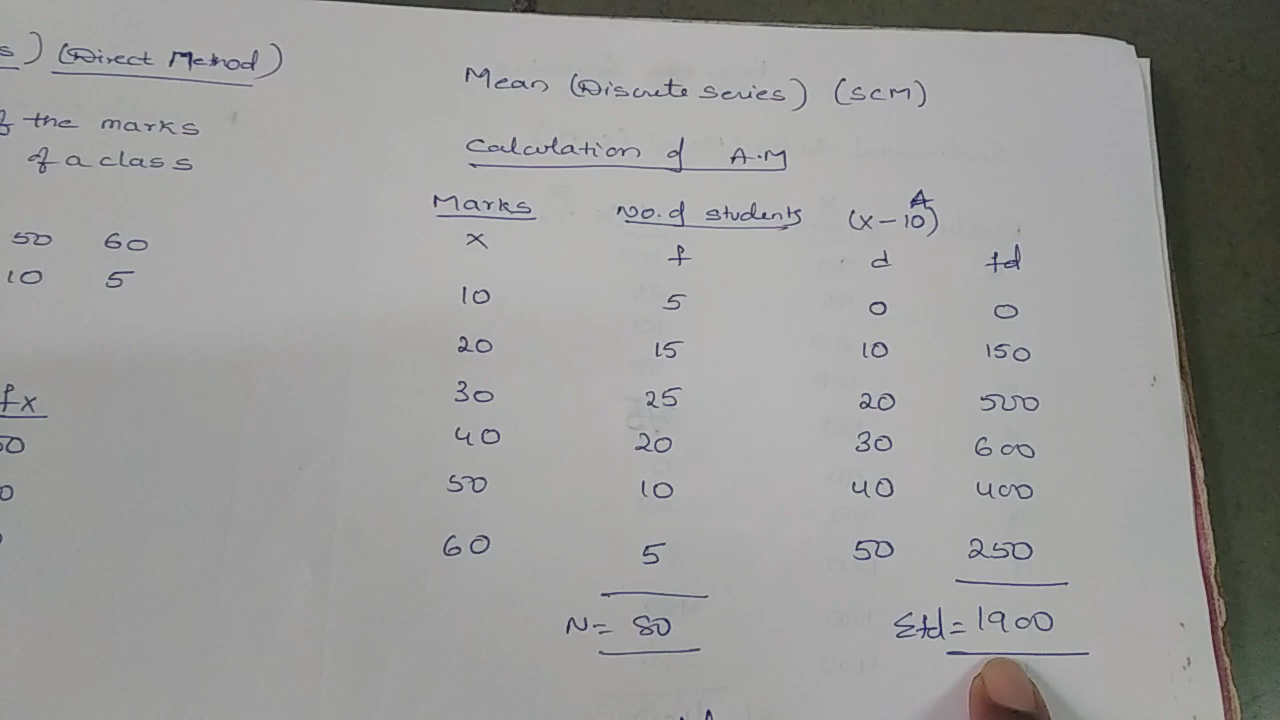 s) (Direct Method)
f the marks
of a class
50 60
10 5
fx
50
0
Mean (Discrete series) (SCM)
Calculation of A.M
Marks No. of students (x-10) A
x f d fd
10 5 0 0
20 15 10 150
30 25 20 500
40 20 30 600
50 10 40 400
60 5 50 250
N= 80 Σfd= 1900